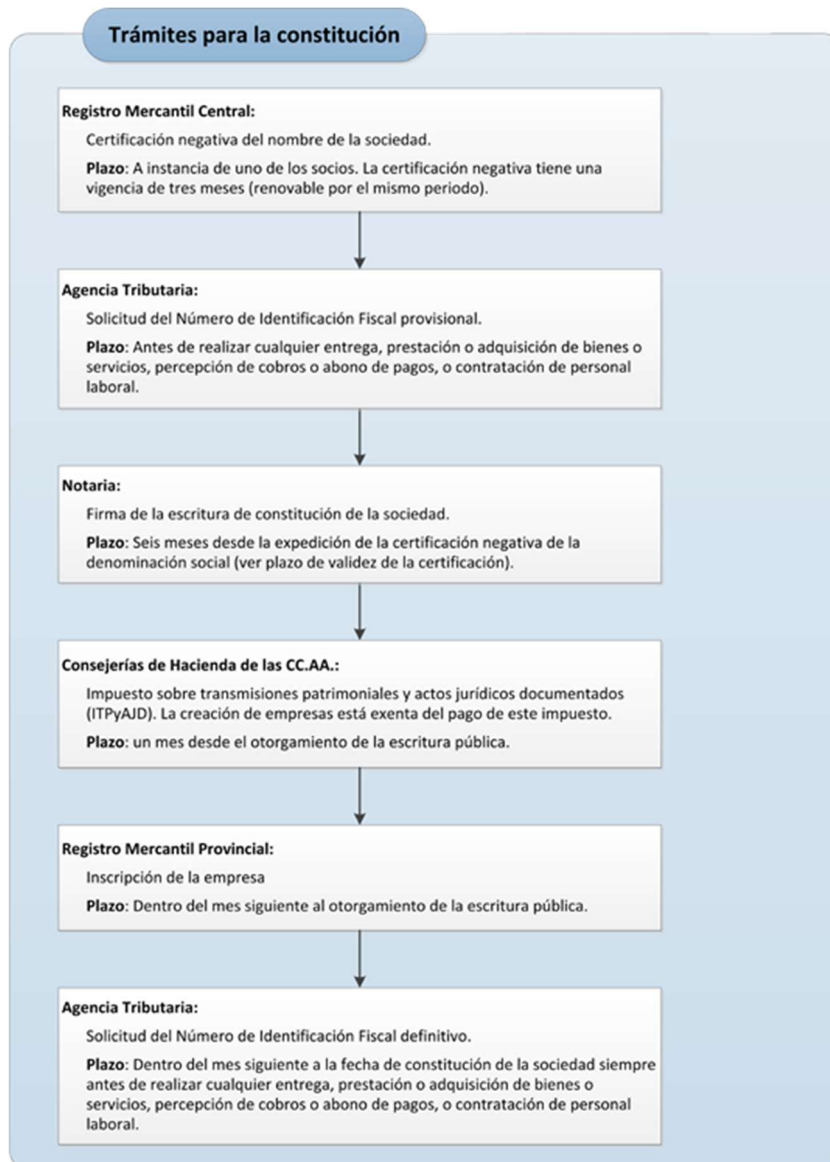 Trámites para la constitución
Registro Mercantil Central:
Certificación negativa del nombre de la sociedad.
Plazo: A instancia de uno de los socios. La certificación negativa tiene una
vigencia de tres meses (renovable por el mismo periodo).
Agencia Tributaria:
Solicitud del Número de Identificación Fiscal provisional.
Plazo: Antes de realizar cualquier entrega, prestación o adquisición de bienes o
servicios, percepción de cobros o abono de pagos, o contratación de personal
laboral.
Notaria:
Firma de la escritura de constitución de la sociedad.
Plazo: Seis meses desde la expedición de la certificación negativa de la
denominación social (ver plazo de validez de la certificación).
Consejerías de Hacienda de las CC.AA.:
Impuesto sobre transmisiones patrimoniales y actos jurídicos documentados
(ITPyAJD). La creación de empresas está exenta del pago de este impuesto.
Plazo: un mes desde el otorgamiento de la escritura pública.
Registro Mercantil Provincial:
Inscripción de la empresa
Plazo: Dentro del mes siguiente al otorgamiento de la escritura pública.
Agencia Tributaria:
Solicitud del Número de Identificación Fiscal definitivo.
Plazo: Dentro del mes siguiente a la fecha de constitución de la sociedad siempre
antes de realizar cualquier entrega, prestación o adquisición de bienes o
servicios, percepción de cobros o abono de pagos, o contratación de personal
laboral.